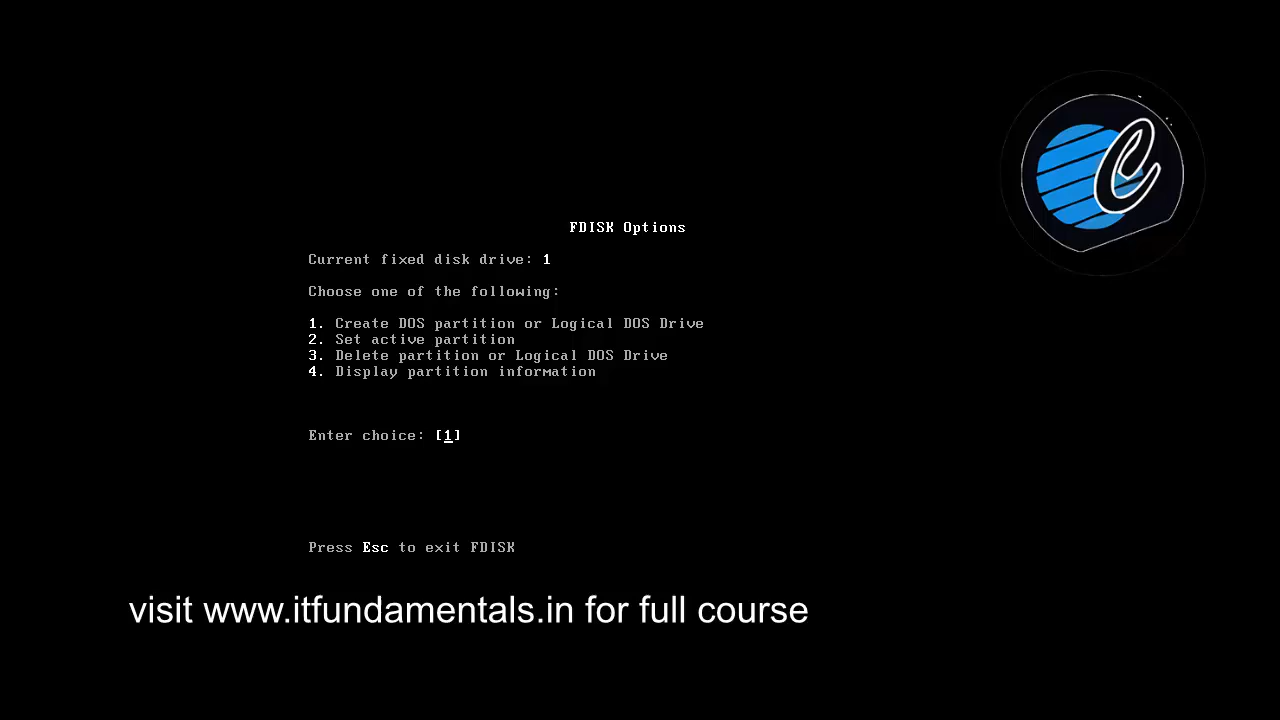 FDISK Options
Current fixed disk drive: 1
Choose one of the following:
1. Create DOS partition or Logical DOS Drive
2. Set active partition
3. Delete partition or Logical DOS Drive
4. Display partition information
Enter choice: [1]
Press Esc to exit FDISK
visit www.itfundamentals.in for full course
C